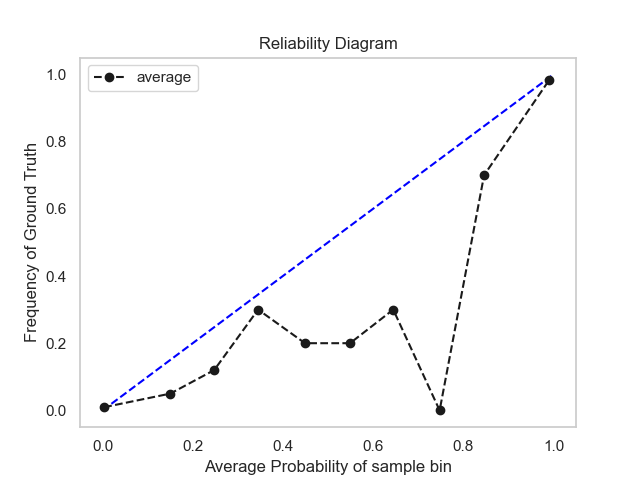 Reliability Diagram
average
1.0
0.8
0.6
0.4
0.2
0.0
Frequency of Ground Truth
0.0 0.2 0.4 0.6 0.8 1.0
Average Probability of sample bin